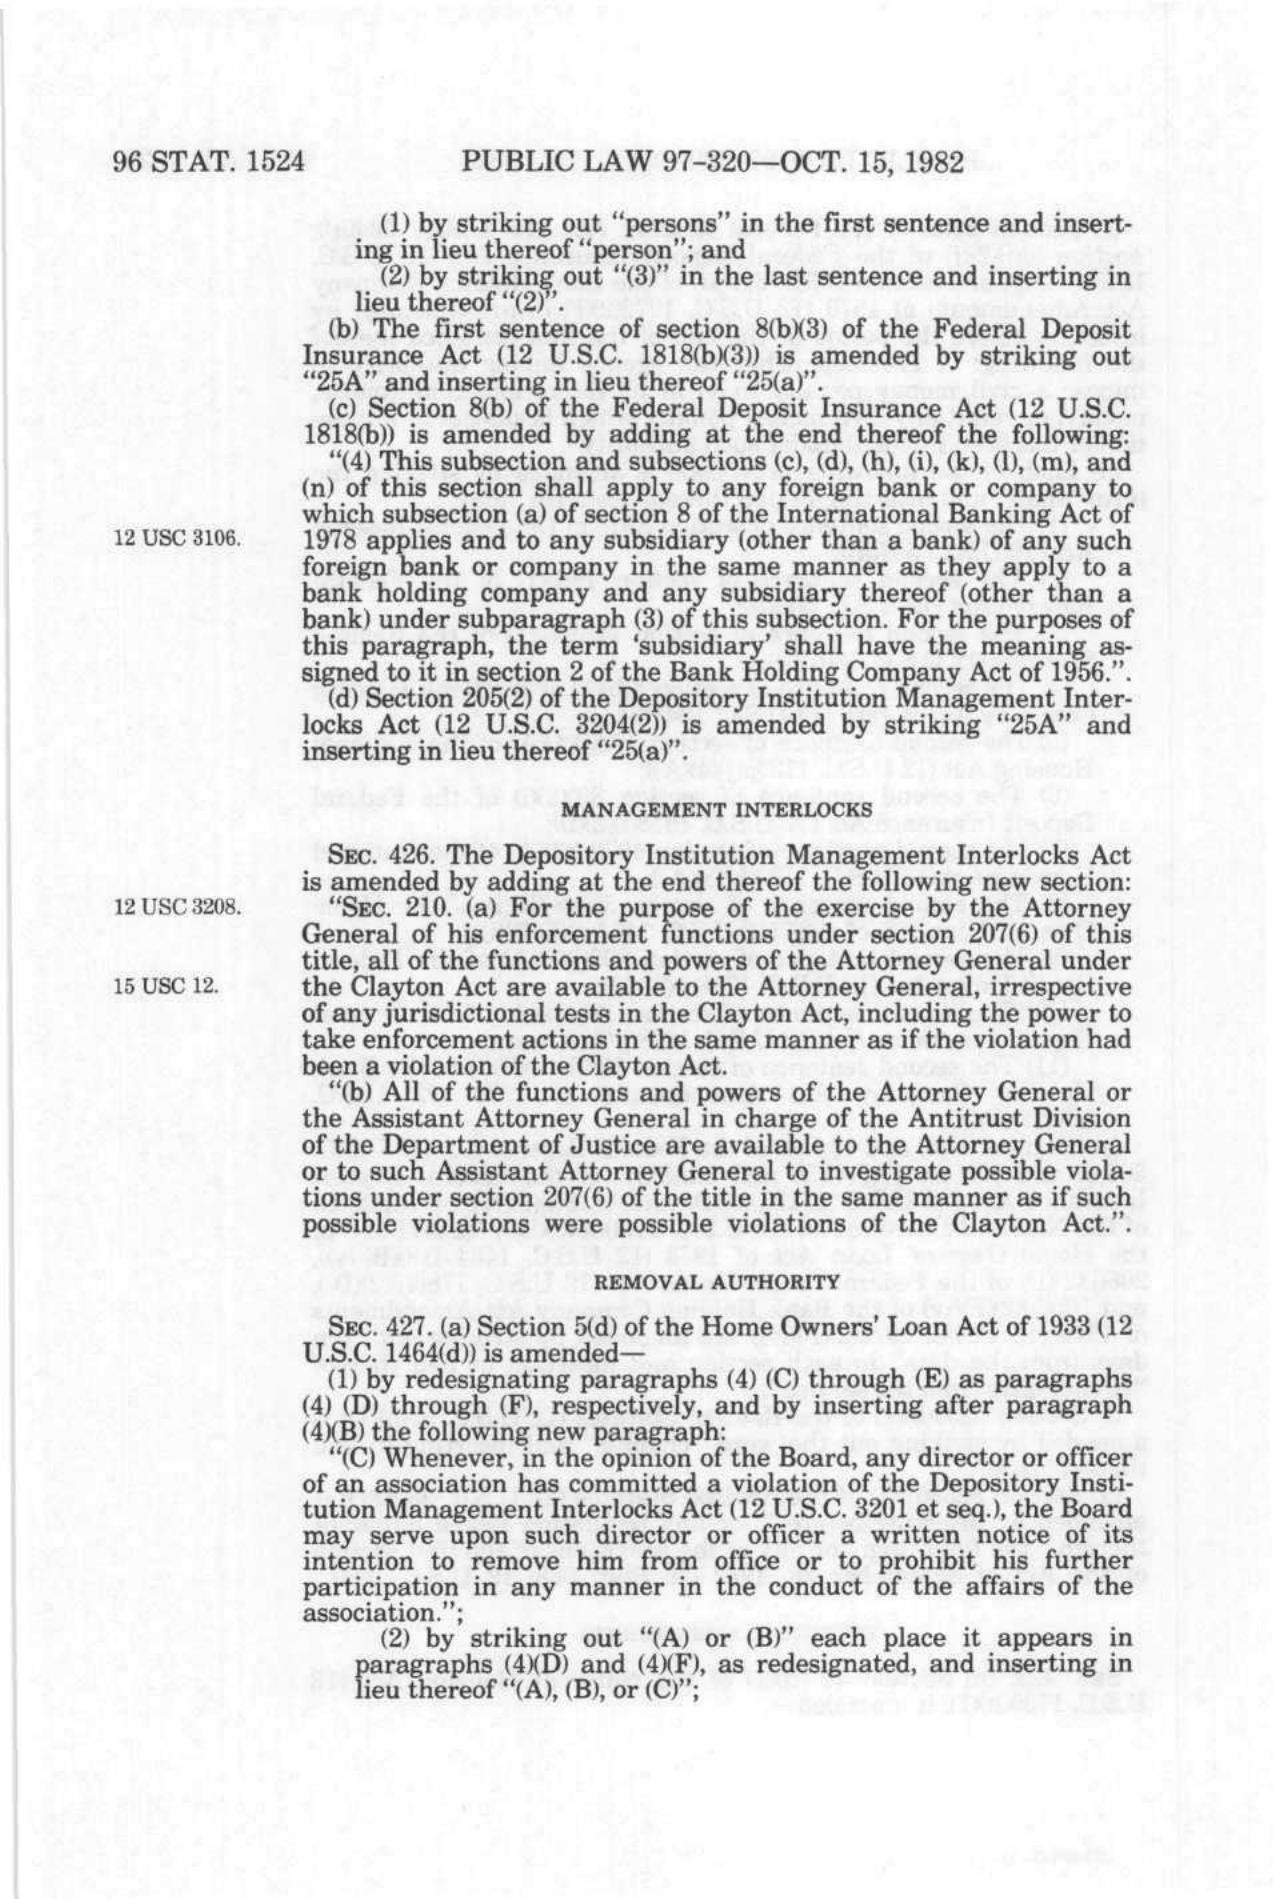 96 STAT. 1524 PUBLIC LAW 97-320—OCT. 15, 1982
(1) by striking out “persons” in the first sentence and insert-
ing in lieu thereof “person”; and
(2) by striking out “(3)” in the last sentence and inserting in
lieu thereof “(2)”.
(b) The first sentence of section 8(b)(3) of the Federal Deposit
Insurance Act (12 U.S.C. 1818(b)(3)) is amended by striking out
“25A” and inserting in lieu thereof “25(a)”.
(c) Section 8(b) of the Federal Deposit Insurance Act (12 U.S.C.
1818(b)) is amended by adding at the end thereof the following:
“(4) This subsection and subsections (c), (d), (h), (i), (k), (l), (m), and
(n) of this section shall apply to any foreign bank or company to
which subsection (a) of section 8 of the International Banking Act of
12 USC 3106. 1978 applies and to any subsidiary (other than a bank) of any such
foreign bank or company in the same manner as they apply to a
bank holding company and any subsidiary thereof (other than a
bank) under subparagraph (3) of this subsection. For the purposes of
this paragraph, the term ‘subsidiary’ shall have the meaning as-
signed to it in section 2 of the Bank Holding Company Act of 1956.”.
(d) Section 205(2) of the Depository Institution Management Inter-
locks Act (12 U.S.C. 3204(2)) is amended by striking “25A” and
inserting in lieu thereof “25(a)”.
MANAGEMENT INTERLOCKS
SEC. 426. The Depository Institution Management Interlocks Act
is amended by adding at the end thereof the following new section:
12 USC 3208. “SEC. 210. (a) For the purpose of the exercise by the Attorney
General of his enforcement functions under section 207(6) of this
title, all of the functions and powers of the Attorney General under
15 USC 12. the Clayton Act are available to the Attorney General, irrespective
of any jurisdictional tests in the Clayton Act, including the power to
take enforcement actions in the same manner as if the violation had
been a violation of the Clayton Act.
“(b) All of the functions and powers of the Attorney General or
the Assistant Attorney General in charge of the Antitrust Division
of the Department of Justice are available to the Attorney General
or to such Assistant Attorney General to investigate possible viola-
tions under section 207(6) of the title in the same manner as if such
possible violations were possible violations of the Clayton Act.”.
REMOVAL AUTHORITY
SEC. 427. (a) Section 5(d) of the Home Owners’ Loan Act of 1933 (12
U.S.C. 1464(d)) is amended—
(1) by redesignating paragraphs (4) (C) through (E) as paragraphs
(4) (D) through (F), respectively, and by inserting after paragraph
(4)(B) the following new paragraph:
“(C) Whenever, in the opinion of the Board, any director or officer
of an association has committed a violation of the Depository Insti-
tution Management Interlocks Act (12 U.S.C. 3201 et seq.), the Board
may serve upon such director or officer a written notice of its
intention to remove him from office or to prohibit his further
participation in any manner in the conduct of the affairs of the
association.”;
(2) by striking out “(A) or (B)” each place it appears in
paragraphs (4)(D) and (4)(F), as redesignated, and inserting in
lieu thereof “(A), (B), or (C)”;